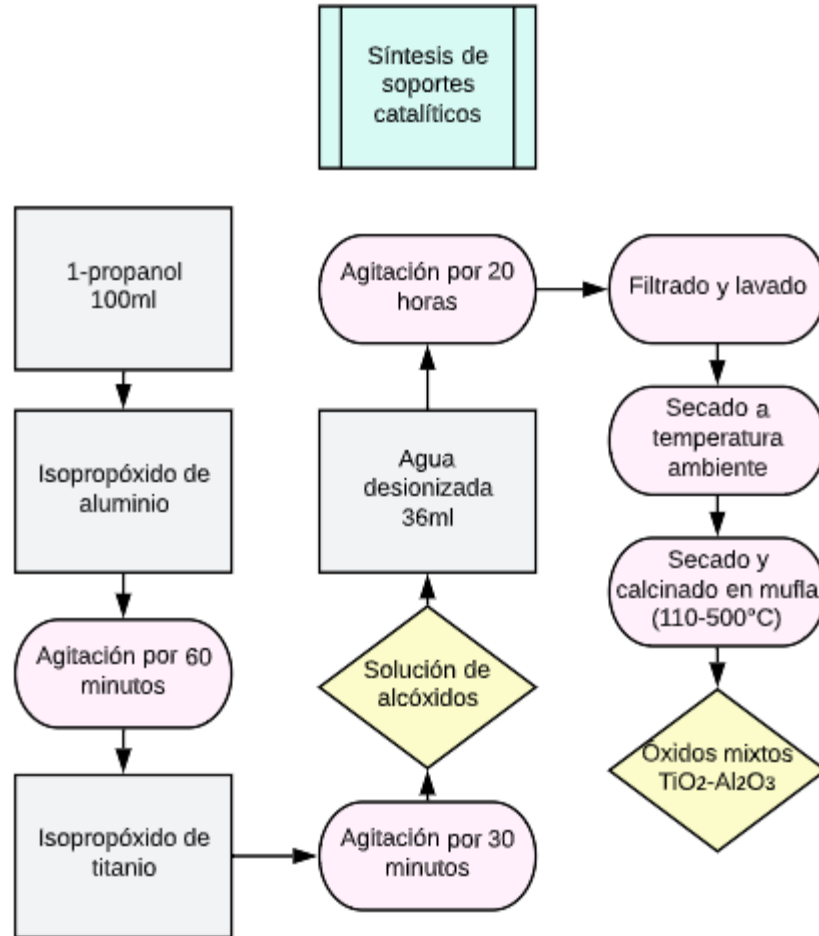 Síntesis de
soportes
catalíticos
1-propanol
100ml
Isopropóxido de
aluminio
Agitación por 60
minutos
Isopropóxido de
titanio
Agitación por 30
minutos
Solución de
alcóxidos
Agua
desionizada
36ml
Agitación por 20
horas
Filtrado y lavado
Secado a
temperatura
ambiente
Secado y
calcinado en mufla
(110-500°C)
Óxidos mixtos
TiO2-Al2O3